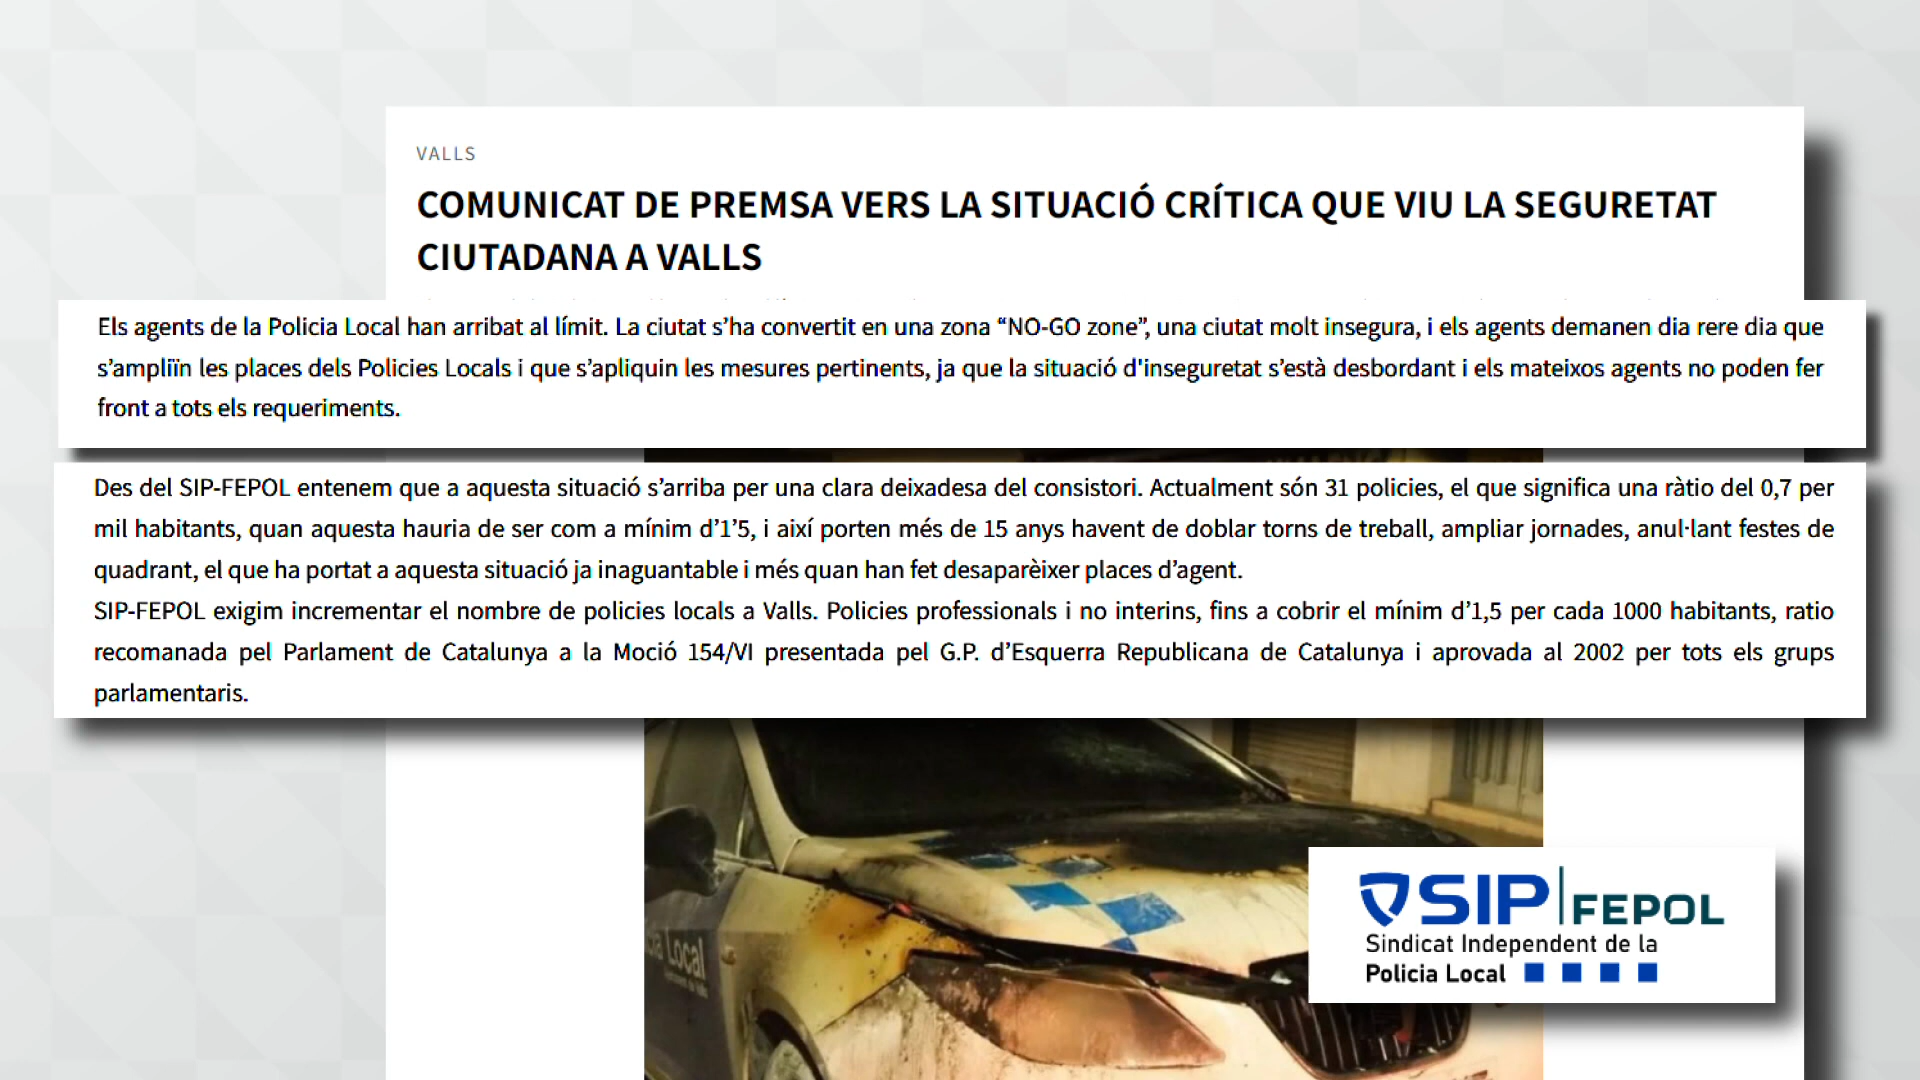 VALLS
COMUNICAT DE PREMSA VERS LA SITUACIÓ CRÍTICA QUE VIU LA SEGURETAT
CIUTADANA A VALLS
Els agents de la Policia Local han arribat al límit. La ciutat s’ha convertit en una zona “NO-GO zone”, una ciutat molt insegura, i els agents demanen dia rere dia que
s’ampliïn les places dels Policies Locals i que s’apliquin les mesures pertinents, ja que la situació d'inseguretat s’està desbordant i els mateixos agents no poden fer
front a tots els requeriments.
Des del SIP-FEPOL entenem que a aquesta situació s’arriba per una clara deixadesa del consistori. Actualment són 31 policies, el que significa una ràtio del 0,7 per
mil habitants, quan aquesta hauria de ser com a mínim d’1’5, i així porten més de 15 anys havent de doblar torns de treball, ampliar jornades, anul·lant festes de
quadrant, el que ha portat a aquesta situació ja inaguantable i més quan han fet desaparèixer places d’agent.
SIP-FEPOL exigim incrementar el nombre de policies locals a Valls. Policies professionals i no interins, fins a cobrir el mínim d’1,5 per cada 1000 habitants, ratio
recomanada pel Parlament de Catalunya a la Moció 154/VI presentada pel G.P. d’Esquerra Republicana de Catalunya i aprovada al 2002 per tots els grups
parlamentaris.
Local
SIP FEPOL
Sindicat Independent de la
Policia Local